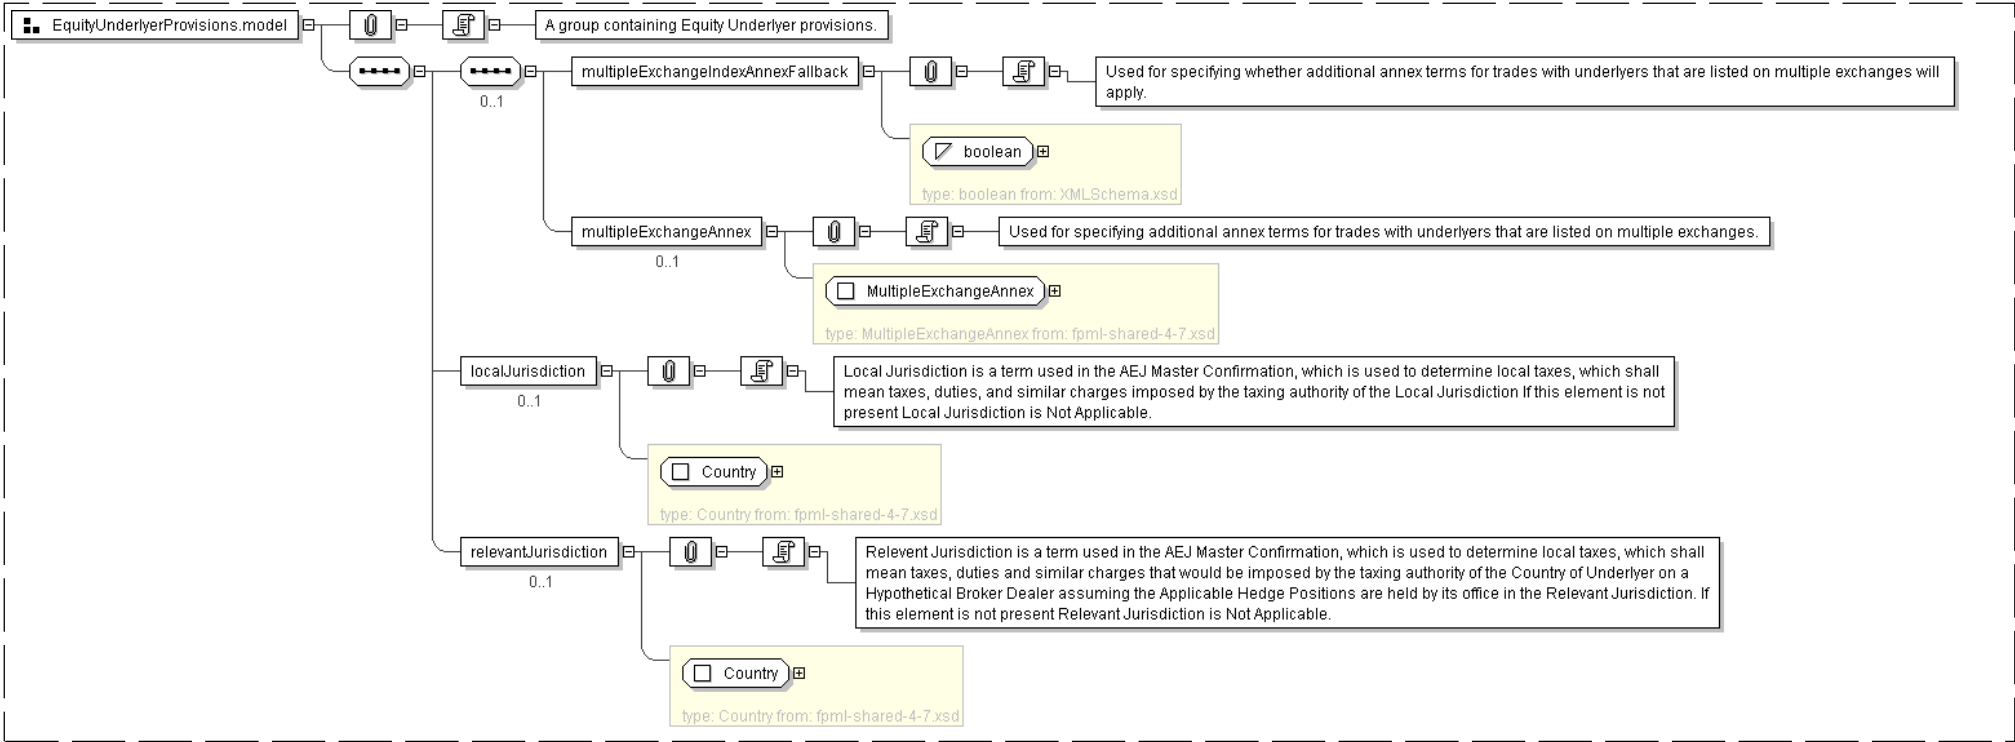 EquityUnderlyerProvisions.model
A group containing Equity Underlyer provisions.
0..1
multipleExchangeIndexAnnexFallback
Used for specifying whether additional annex terms for trades with underlyers that are listed on multiple exchanges will
apply.
boolean
type: boolean from: XMLSchema.xsd
multipleExchangeAnnex
0..1
Used for specifying additional annex terms for trades with underlyers that are listed on multiple exchanges.
MultipleExchangeAnnex
type: MultipleExchangeAnnex from: fpml-shared-4-7.xsd
localJurisdiction
0..1
Local Jurisdiction is a term used in the AEJ Master Confirmation, which is used to determine local taxes, which shall
mean taxes, duties, and similar charges imposed by the taxing authority of the Local Jurisdiction If this element is not
present Local Jurisdiction is Not Applicable.
Country
type: Country from: fpml-shared-4-7.xsd
relevantJurisdiction
0..1
Relevent Jurisdiction is a term used in the AEJ Master Confirmation, which is used to determine local taxes, which shall
mean taxes, duties and similar charges that would be imposed by the taxing authority of the Country of Underlyer on a
Hypothetical Broker Dealer assuming the Applicable Hedge Positions are held by its office in the Relevant Jurisdiction. If
this element is not present Relevant Jurisdiction is Not Applicable.
Country
type: Country from: fpml-shared-4-7.xsd